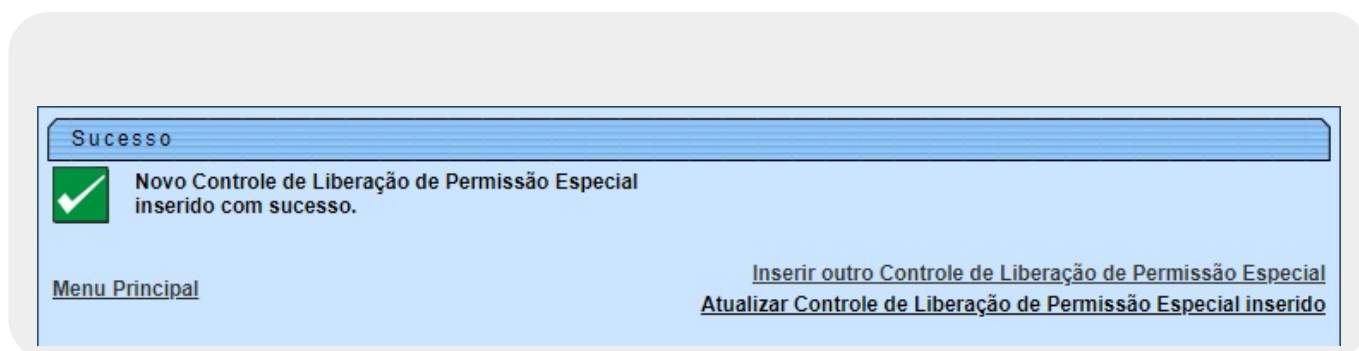 Sucesso
Novo Controle de Liberação de Permissão Especial
inserido com sucesso.
Inserir outro Controle de Liberação de Permissão Especial
Menu Principal
Atualizar Controle de Liberação de Permissão Especial inserido